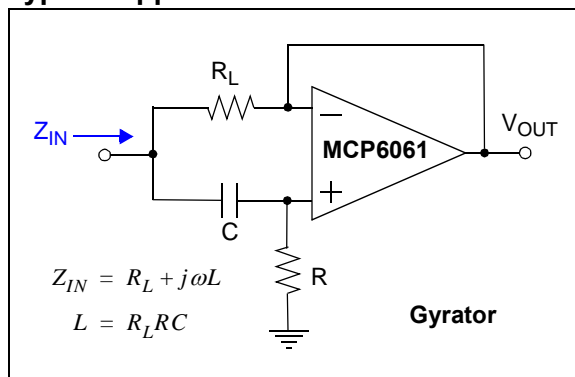 R_L
Z_IN
−
MCP6061
V_OUT
+
C
Z_IN = R_L + jωL
R
L = R_L RC
Gyrator